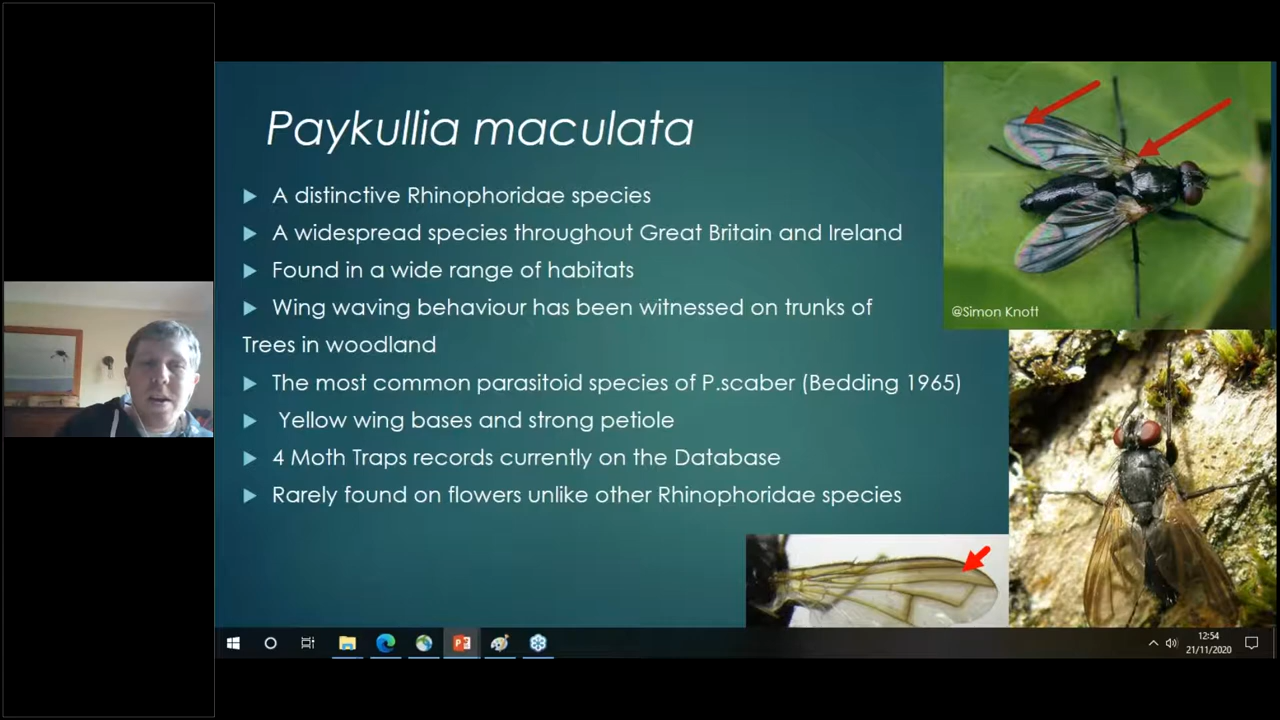 Paykullia maculata
A distinctive Rhinophoridae species
A widespread species throughout Great Britain and Ireland
Found in a wide range of habitats
Wing waving behaviour has been witnessed on trunks of
Trees in woodland
The most common parasitoid species of P.scaber (Bedding 1965)
Yellow wing bases and strong petiole
4 Moth Traps records currently on the Database
Rarely found on flowers unlike other Rhinophoridae species
@Simon Knott
12:54
21/11/2020